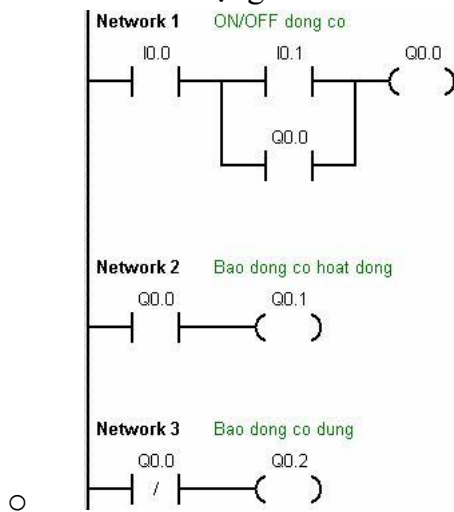 Network 1 ON/OFF dong co
I0.0 I0.1 Q0.0
Q0.0
Network 2 Bao dong co hoat dong
Q0.0 Q0.1
Network 3 Bao dong co dung
Q0.0 Q0.2
/